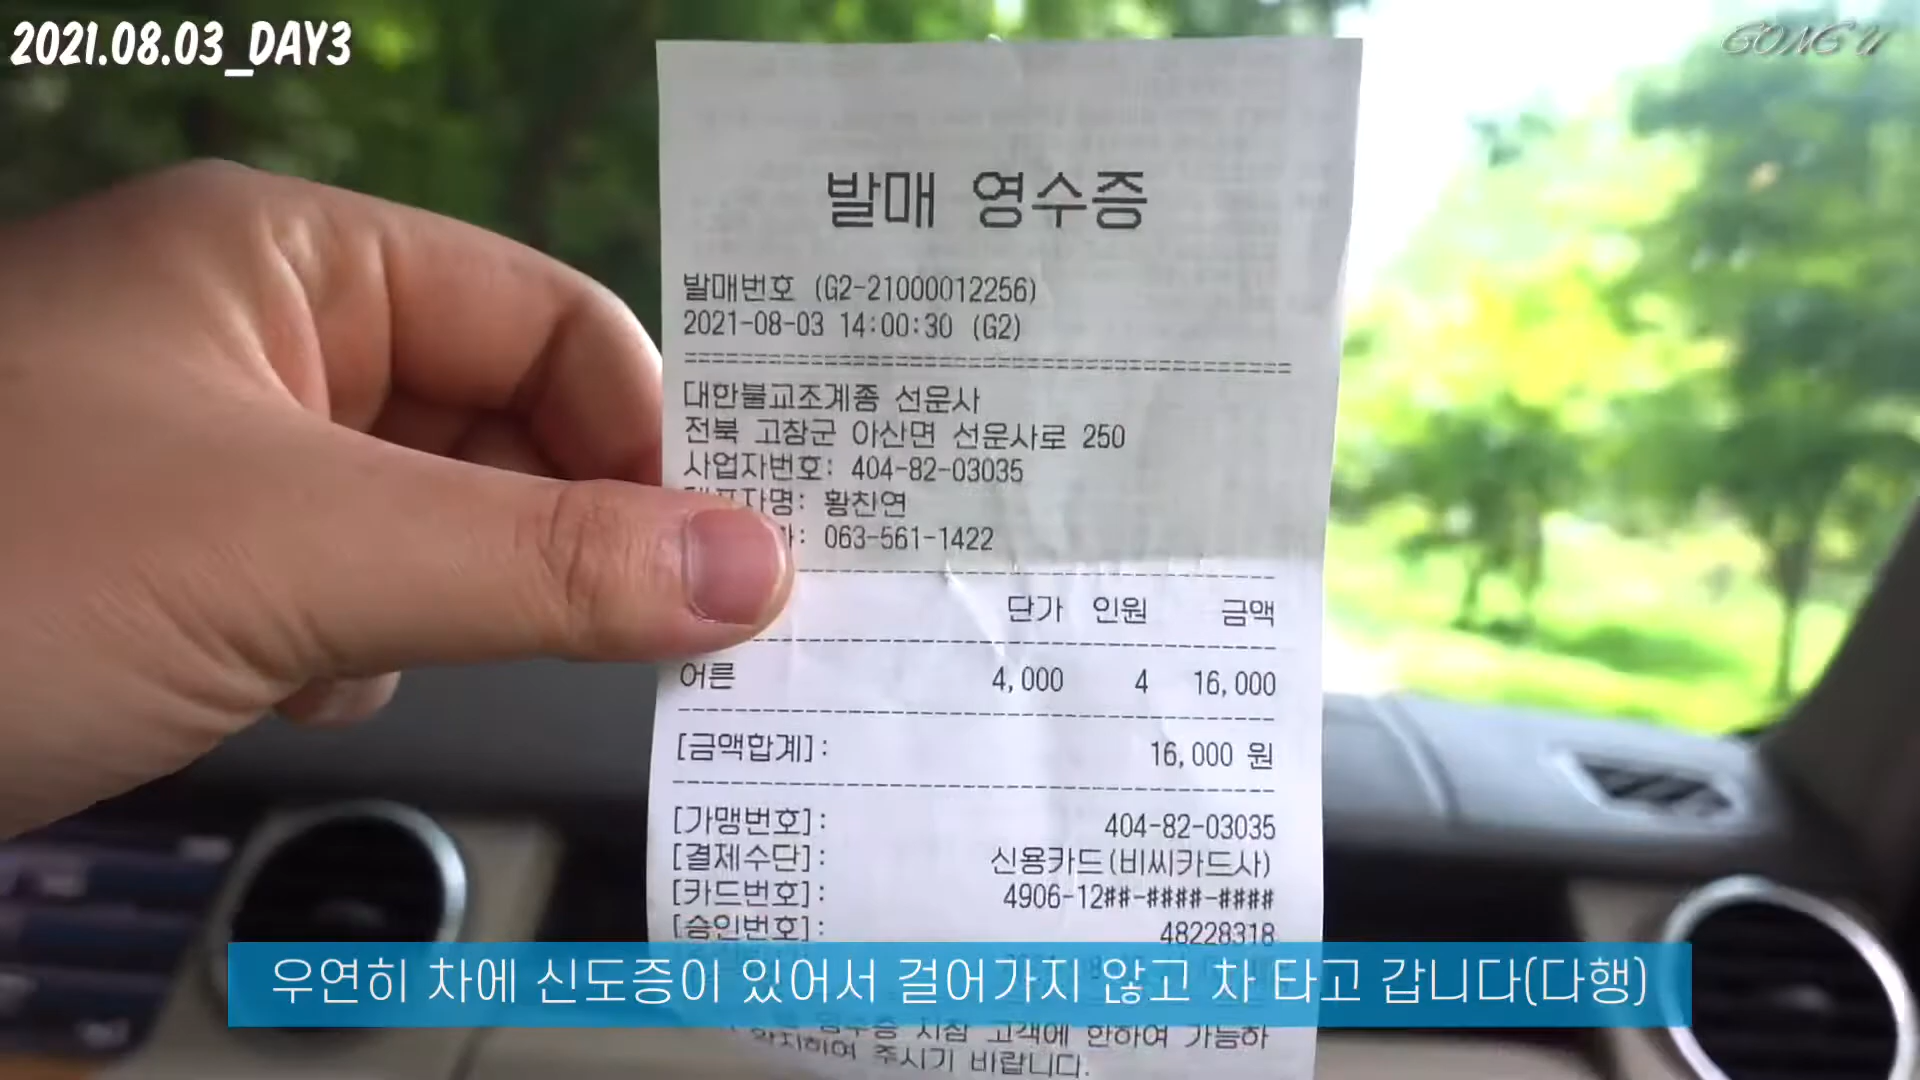 2021.08.03_DAY3
GONG U
발매 영수증
발매번호 (G2-21000012256)
2021-08-03 14:00:30 (G2)
대한불교조계종 선문사
전북 고창군 아산면 선운사로 250
사업자번호: 404-82-03035
자명: 황친연
: 063-561-1422
단가 인원 금액
어른 4,000 4 16,000
[금액합계]: 16,000 원
[가맹번호]: 404-82-03035
[결제수단]: 신용카드(비씨카드사)
[카드번호]: 4906-12##-####-####
[승인번호]: 48228318
우연히 차에 신도증이 있어서 걸어가지 않고 차 타고 갑니다(다행)
영수증 지참 고객에 한하여 가능하
주시기 바랍니다.